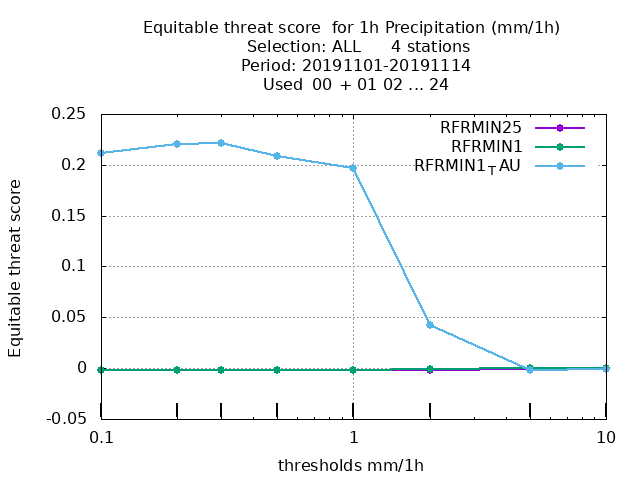 Equitable threat score  for 1h Precipitation (mm/1h)
Selection: ALL      4 stations
Period: 20191101-20191114
Used  00  + 01 02 ... 24
0.25
RFRMIN25
RFRMIN1
RFRMIN1TAU
0.2
0.15
0.1
0.05
0
-0.05
Equitable threat score
0.1
1
10
thresholds mm/1h